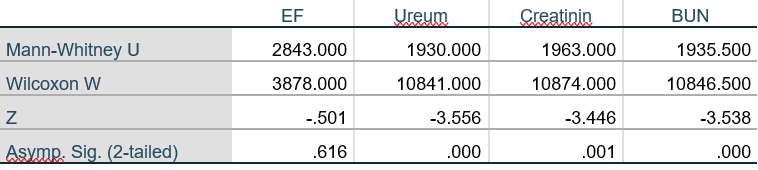 EF Ureum Creatinin BUN
Mann-Whitney U 2843.000 1930.000 1963.000 1935.500
Wilcoxon W 3878.000 10841.000 10874.000 10846.500
Z -.501 -3.556 -3.446 -3.538
Asymp. Sig. (2-tailed) .616 .000 .001 .000